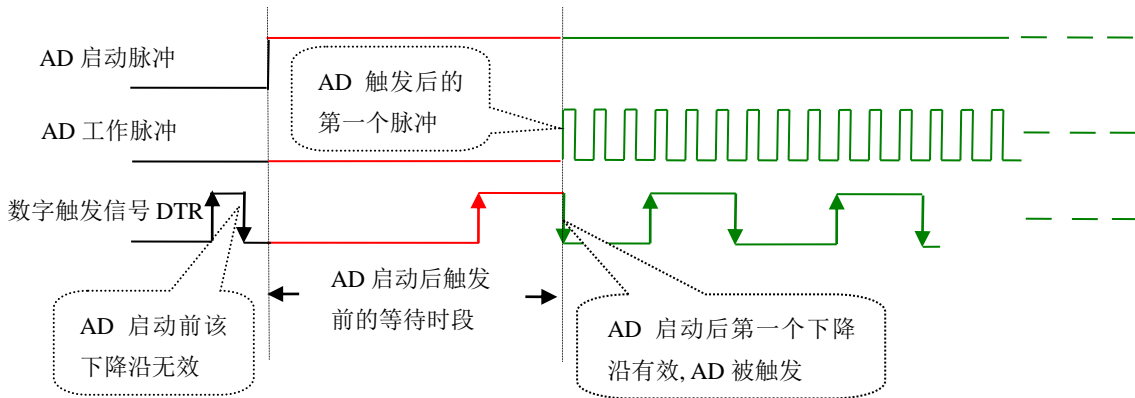 AD 启动脉冲
AD 触发后的
第一个脉冲
AD 工作脉冲
数字触发信号 DTR
AD 启动后触发
前的等待时段
AD 启动前该
下降沿无效
AD 启动后第一个下降
沿有效, AD 被触发